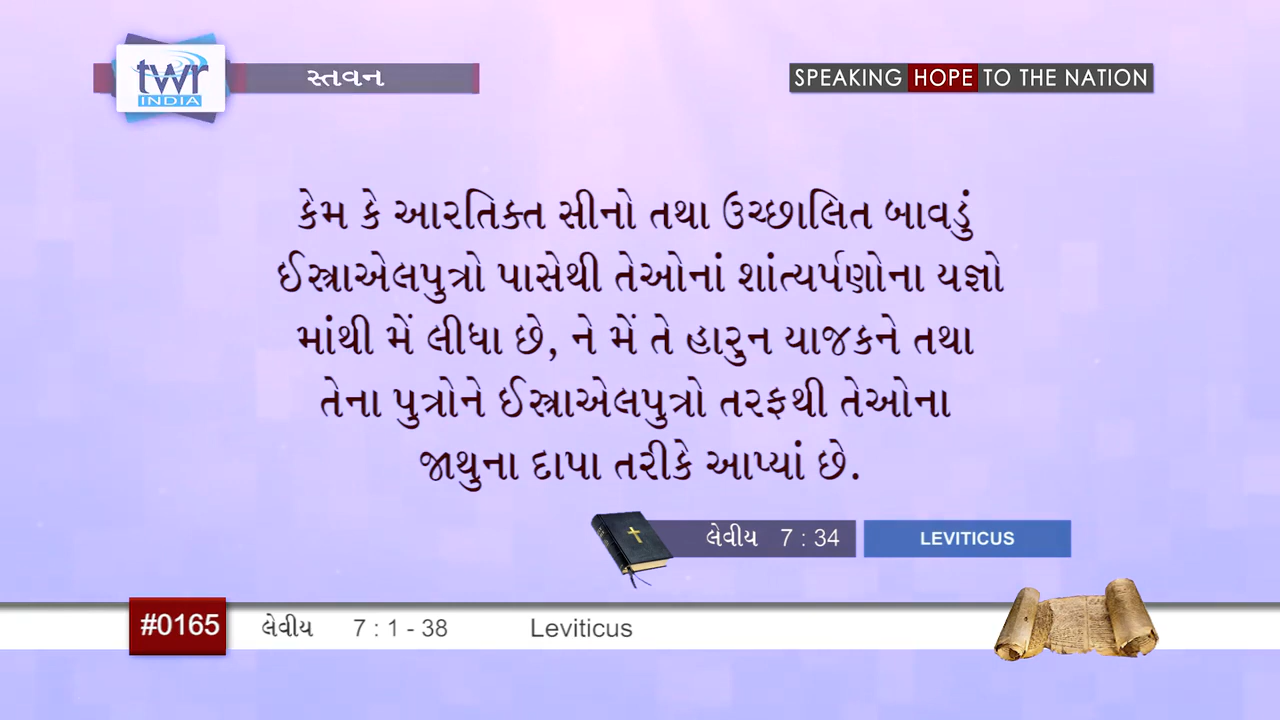 twr
INDIA
સ્તવન
SPEAKING HOPE TO THE NATION
કેમ કે આરતિક્ત સીનો તથા ઉચ્છાલિત બાવડું
ઈસ્રાએલપુત્રો પાસેથી તેઓનાં શાંત્યર્પણોના યજ્ઞો
માંથી મેં લીધા છે, ને મેં તે હારુન યાજકને તથા
તેના પુત્રોને ઈસ્રાએલપુત્રો તરફથી તેઓના
જાથુના દાપા તરીકે આપ્યાં છે.
લેવીય 7 : 34
LEVITICUS
#0165 લેવીય 7 : 1 - 38 Leviticus